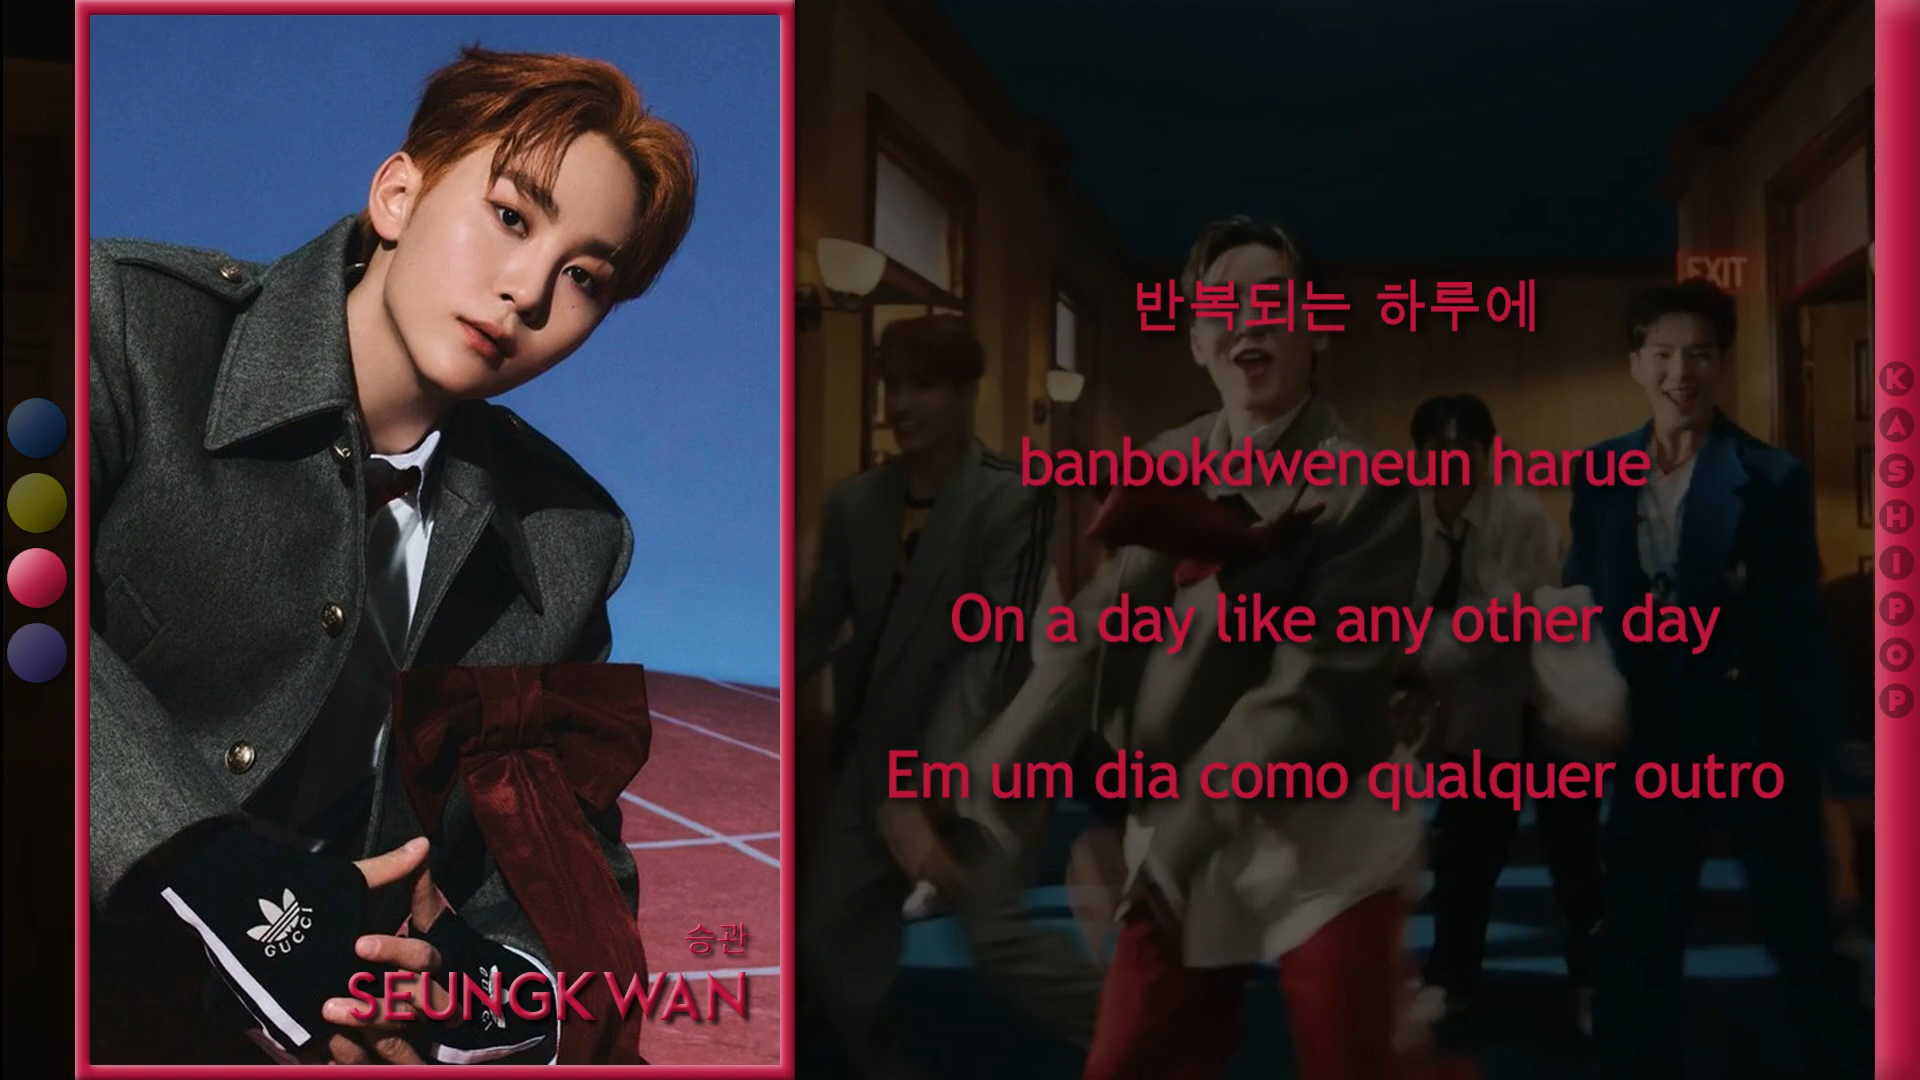 반복되는 하루에
EXIT
banbokdweneun harue
On a day like any other day
Em um dia como qualquer outro
GUCCI
승관
SEUNGKWAN
KASHIPOP